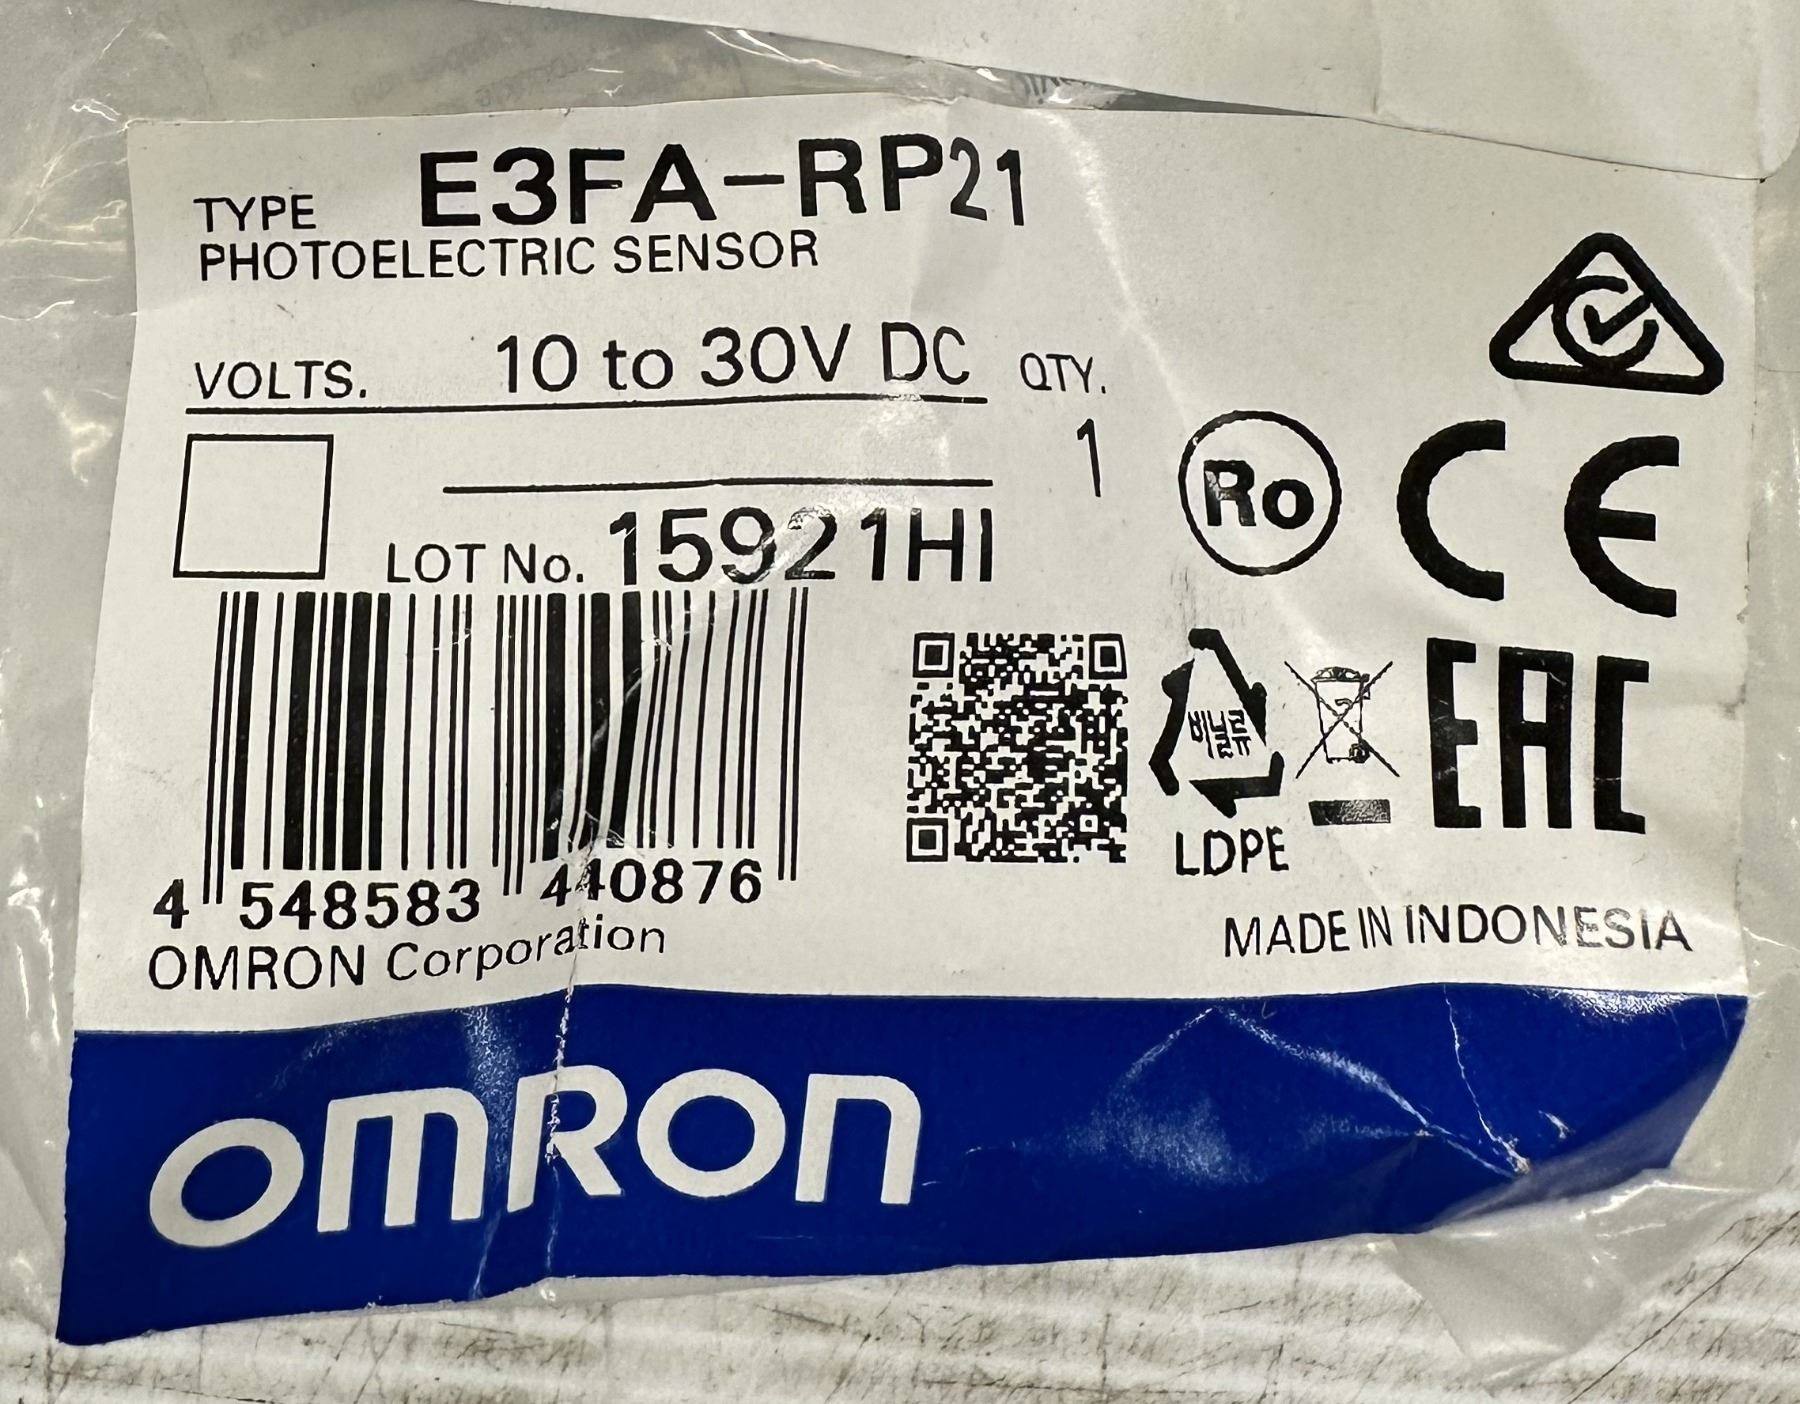 TYPE E3FA-RP21
PHOTOELECTRIC SENSOR
VOLTS. 10 to 30V DC QTY.
1
LOT No. 15921HI
Ro
CE
비닐류
LDPE
EAC
4 548583 440876
OMRON Corporation
MADE IN INDONESIA
OMRON